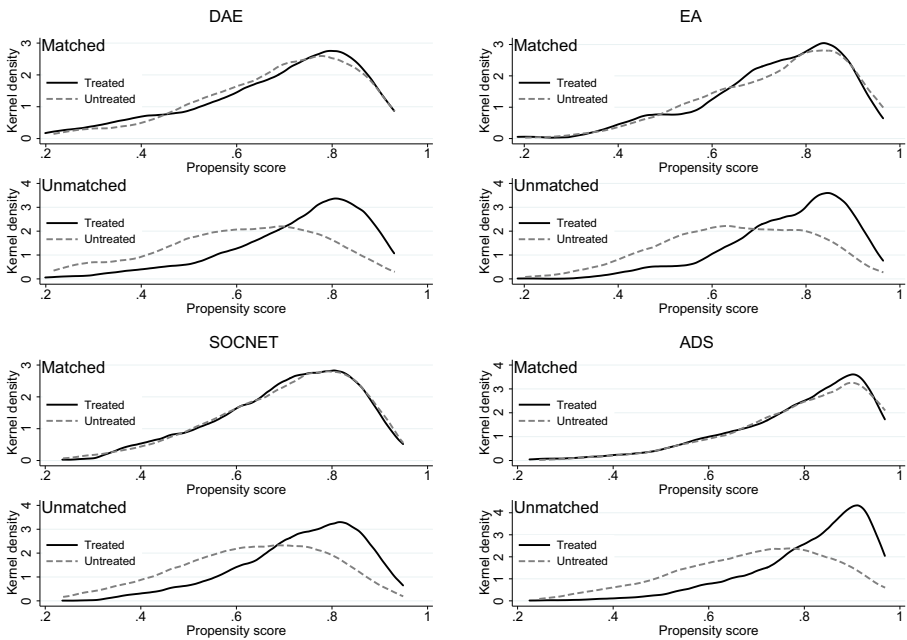 DAE
Matched
Kernel density
0 1 2 3
Treated
Untreated
.2 .4 .6 .8 1
Propensity score
Unmatched
Kernel density
0 1 2 3 4
Treated
Untreated
.2 .4 .6 .8 1
Propensity score
EA
Matched
Kernel density
0 1 2 3
Treated
Untreated
.2 .4 .6 .8 1
Propensity score
Unmatched
Kernel density
0 1 2 3 4
Treated
Untreated
.2 .4 .6 .8 1
Propensity score
SOCNET
Matched
Kernel density
0 1 2 3
Treated
Untreated
.2 .4 .6 .8 1
Propensity score
Unmatched
Kernel density
0 1 2 3 4
Treated
Untreated
.2 .4 .6 .8 1
Propensity score
ADS
Matched
Kernel density
0 1 2 3 4
Treated
Untreated
.2 .4 .6 .8 1
Propensity score
Unmatched
Kernel density
0 1 2 3 4
Treated
Untreated
.2 .4 .6 .8 1
Propensity score